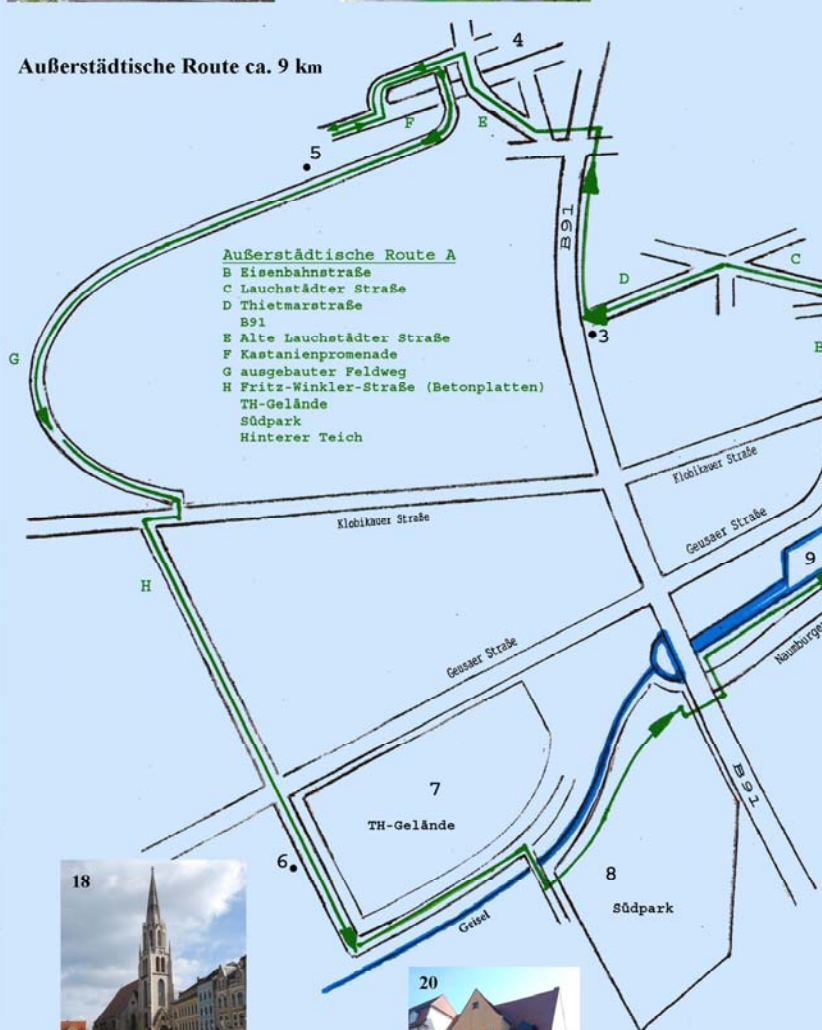 Außerstädtische Route ca. 9 km
4
F
E
5
B91
Außerstädtische Route A
B Eisenbahnstraße
C Lauchstädter Straße
D Thietmarstraße
B91
E Alte Lauchstädter Straße
F Kastanienpromenade
G ausgebauter Feldweg
H Fritz-Winkler-Straße (Betonplatten)
TH-Gelände
Südpark
Hinterer Teich
D
C
3
B
G
Klobikauer Straße
Klobikauer Straße
Geusaer Straße
9
H
Geusaer Straße
Naumburger
7
TH-Gelände
B91
6
8
Südpark
Geisel
18
20